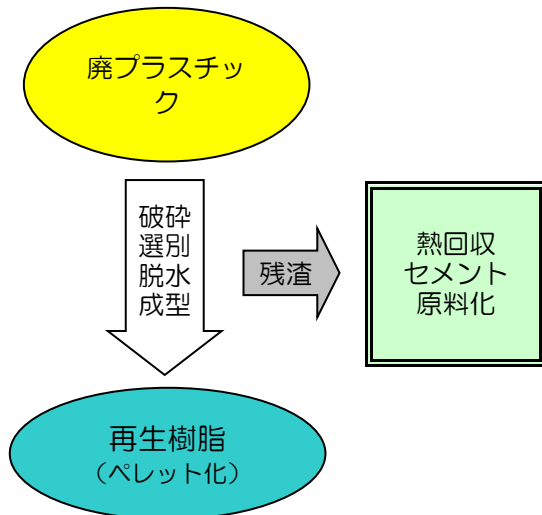 廃プラスチッ
ク
破砕
選別
脱水
成型
残渣
熱回収
セメント
原料化
再生樹脂
（ペレット化）